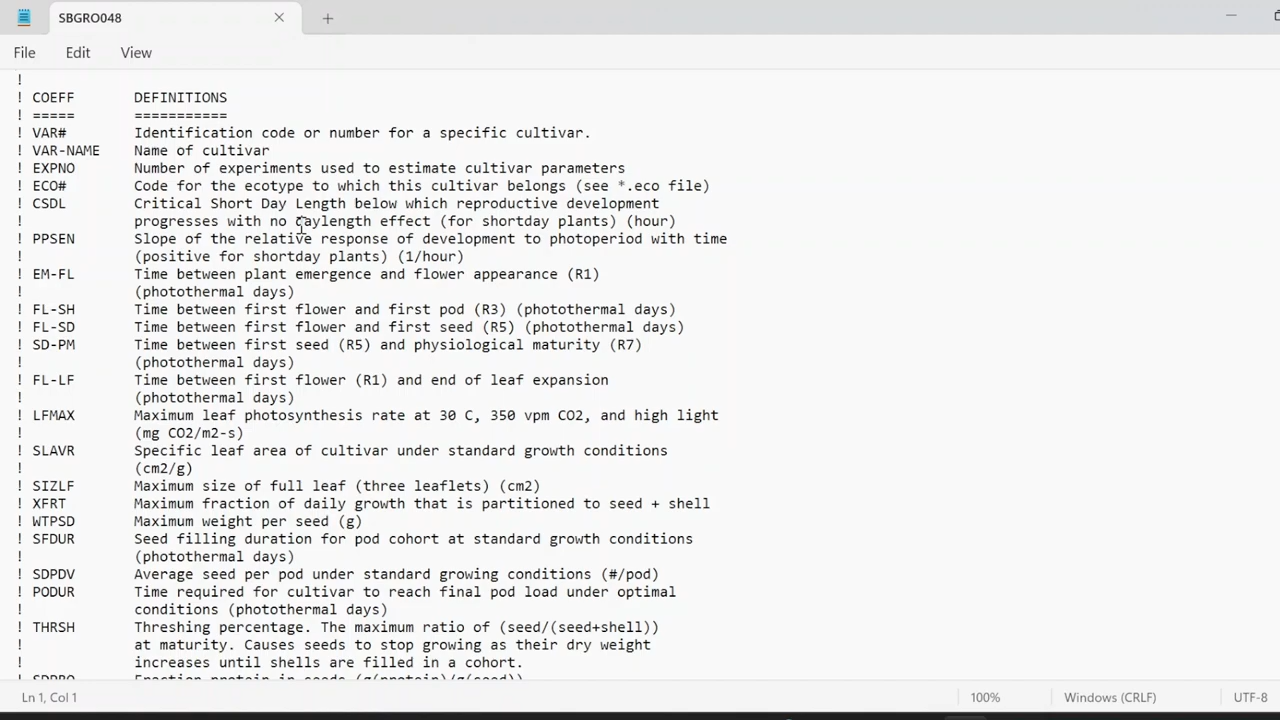 SBGRO048
File Edit View
!
! COEFF DEFINITIONS
! ===== ===========
! VAR# Identification code or number for a specific cultivar.
! VAR-NAME Name of cultivar
! EXPNO Number of experiments used to estimate cultivar parameters
! ECO# Code for the ecotype to which this cultivar belongs (see *.eco file)
! CSDL Critical Short Day Length below which reproductive development
! progresses with no daylength effect (for shortday plants) (hour)
! PPSEN Slope of the relative response of development to photoperiod with time
! (positive for shortday plants) (1/hour)
! EM-FL Time between plant emergence and flower appearance (R1)
! (photothermal days)
! FL-SH Time between first flower and first pod (R3) (photothermal days)
! FL-SD Time between first flower and first seed (R5) (photothermal days)
! SD-PM Time between first seed (R5) and physiological maturity (R7)
! (photothermal days)
! FL-LF Time between first flower (R1) and end of leaf expansion
! (photothermal days)
! LFMAX Maximum leaf photosynthesis rate at 30 C, 350 vpm CO2, and high light
! (mg CO2/m2-s)
! SLAVR Specific leaf area of cultivar under standard growth conditions
! (cm2/g)
! SIZLF Maximum size of full leaf (three leaflets) (cm2)
! XFRT Maximum fraction of daily growth that is partitioned to seed + shell
! WTPSD Maximum weight per seed (g)
! SFDUR Seed filling duration for pod cohort at standard growth conditions
! (photothermal days)
! SDPDV Average seed per pod under standard growing conditions (#/pod)
! PODUR Time required for cultivar to reach final pod load under optimal
! conditions (photothermal days)
! THRSH Threshing percentage. The maximum ratio of (seed/(seed+shell))
! at maturity. Causes seeds to stop growing as their dry weight
! increases until shells are filled in a cohort.
! SDPRO Fraction protein in seeds (g(protein)/g(seed))
Ln 1, Col 1 100% Windows (CRLF) UTF-8